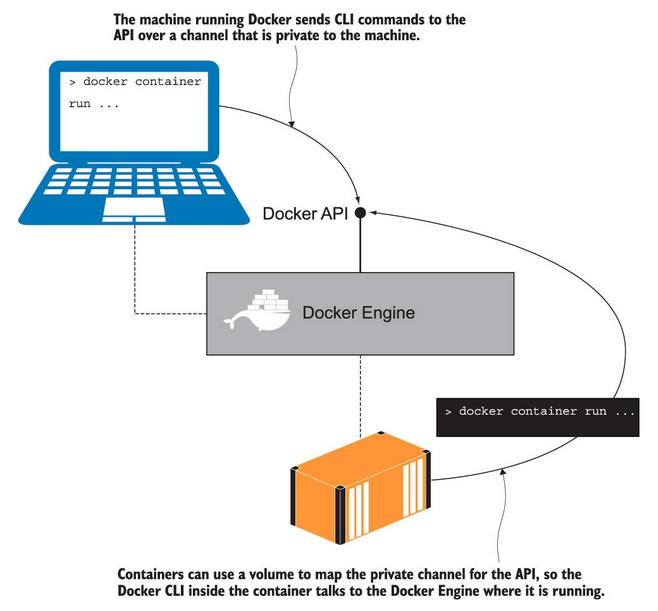 The machine running Docker sends CLI commands to the
API over a channel that is private to the machine.
> docker container
run ...
Docker API
Docker Engine
> docker container run ...
Containers can use a volume to map the private channel for the API, so the
Docker CLI inside the container talks to the Docker Engine where it is running.